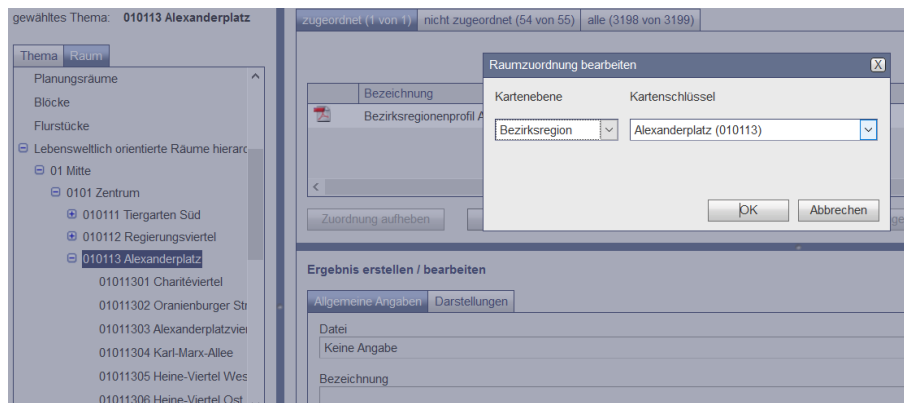 gewähltes Thema: 010113 Alexanderplatz
Thema Raum
Planungsräume
Blöcke
Flurstücke
Lebensweltlich orientierte Räume hierarc
01 Mitte
0101 Zentrum
010111 Tiergarten Süd
010112 Regierungsviertel
010113 Alexanderplatz
01011301 Charitéviertel
01011302 Oranienburger Str
01011303 Alexanderplatzvier
01011304 Karl-Marx-Allee
01011305 Heine-Viertel Wes
01011306 Heine-Viertel Ost
zugeordnet (1 von 1) nicht zugeordnet (54 von 55) alle (3198 von 3199)
Bezeichnung
Bezirksregionenprofil A
Zuordnung aufheben
Raumzuordnung bearbeiten X
Kartenebene Kartenschlüssel
Bezirksregion Alexanderplatz (010113)
OK Abbrechen
Ergebnis erstellen / bearbeiten
Allgemeine Angaben Darstellungen
Datei
Keine Angabe
Bezeichnung